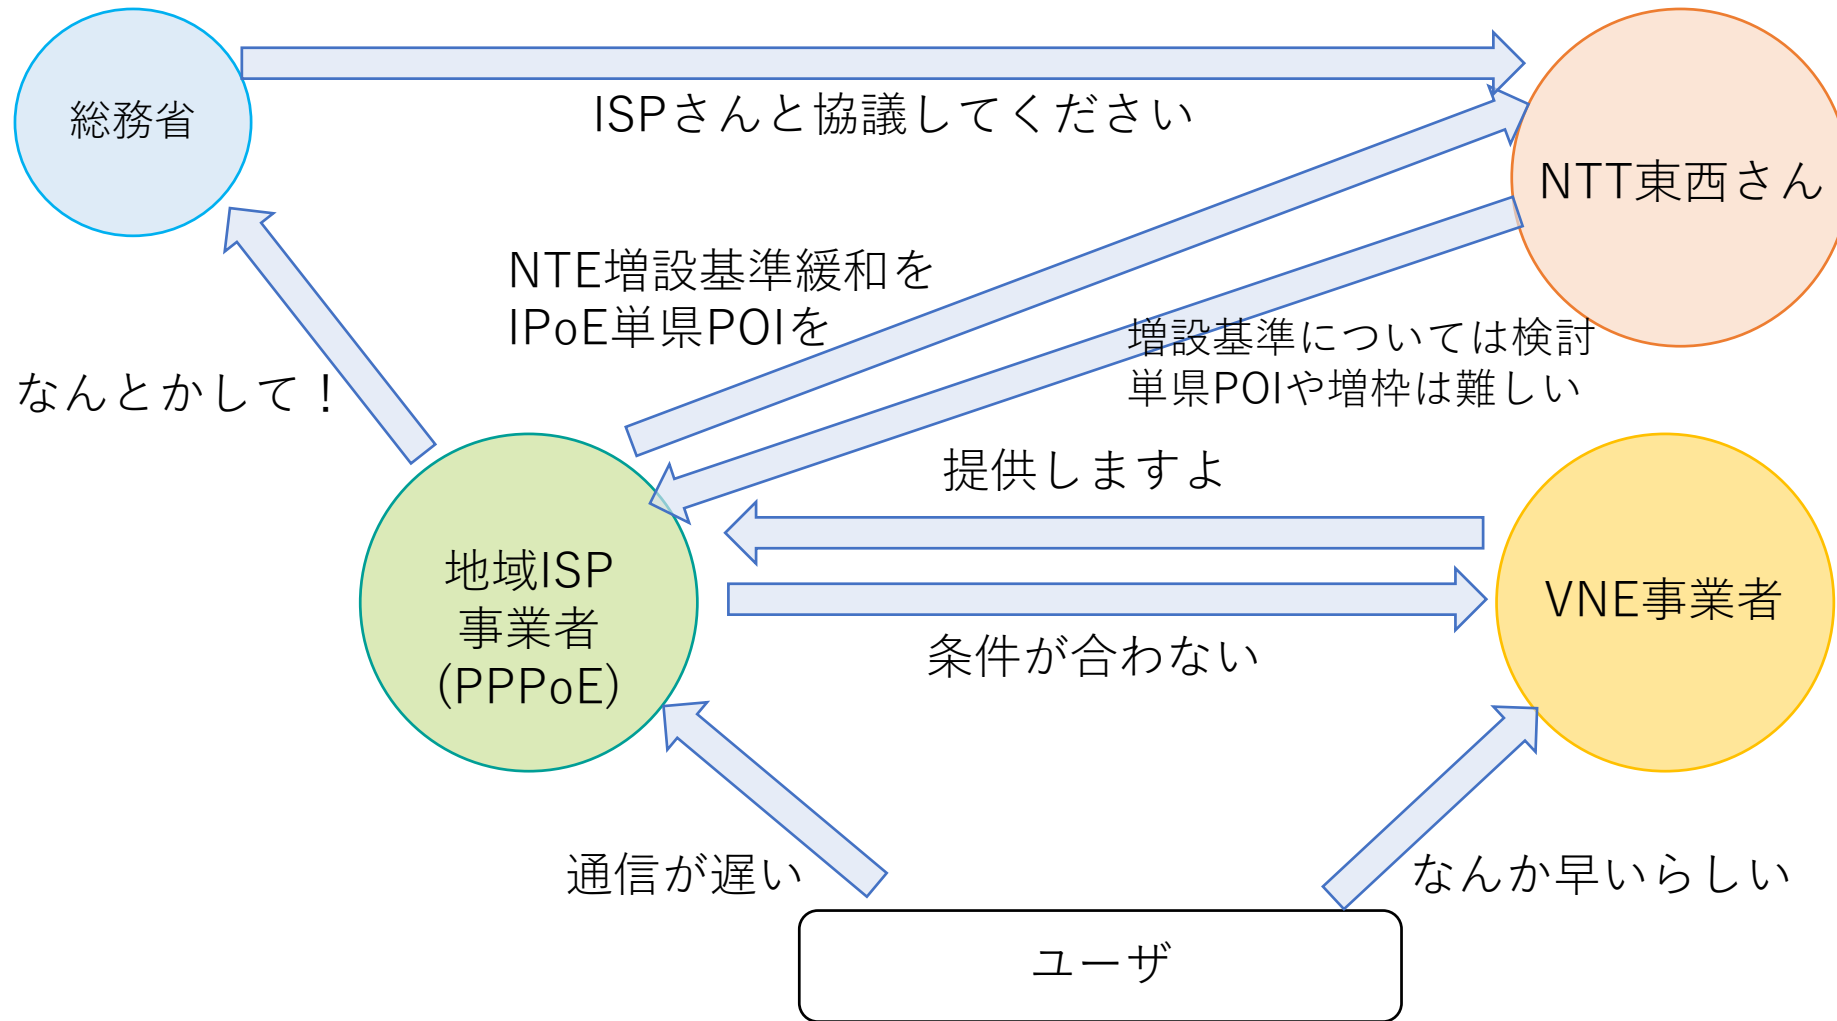 総務省
ISPさんと協議してください
NTT東西さん
NTE増設基準緩和を
IPoE単県POIを
増設基準については検討
単県POIや増枠は難しい
なんとかして！
提供しますよ
地域ISP
事業者
(PPPoE)
VNE事業者
条件が合わない
通信が遅い
なんか早いらしい
ユーザ